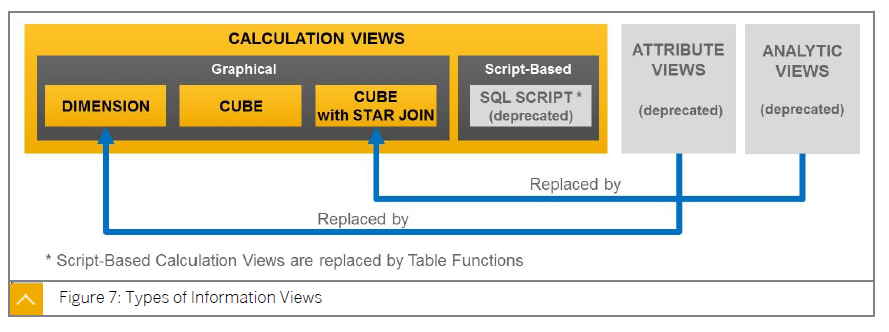 CALCULATION VIEWS
Graphical
DIMENSION
CUBE
CUBE
with STAR JOIN
Script-Based
SQL SCRIPT *
(deprecated)
ATTRIBUTE
VIEWS
(deprecated)
ANALYTIC
VIEWS
(deprecated)
Replaced by
Replaced by
* Script-Based Calculation Views are replaced by Table Functions
Figure 7: Types of Information Views